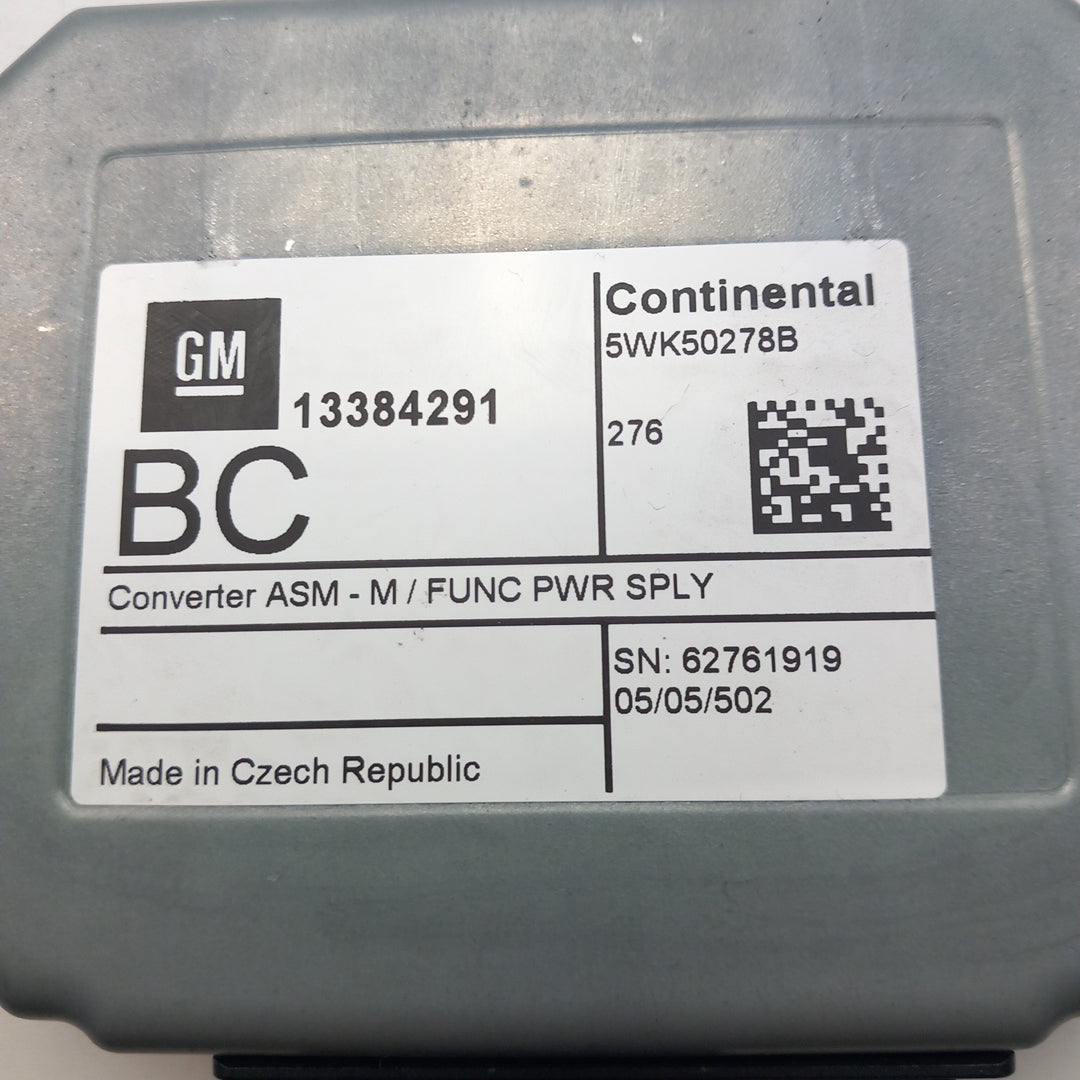 GM
13384291
BC
Continental
5WK50278B
276
Converter ASM - M / FUNC PWR SPLY
SN: 62761919
05/05/502
Made in Czech Republic